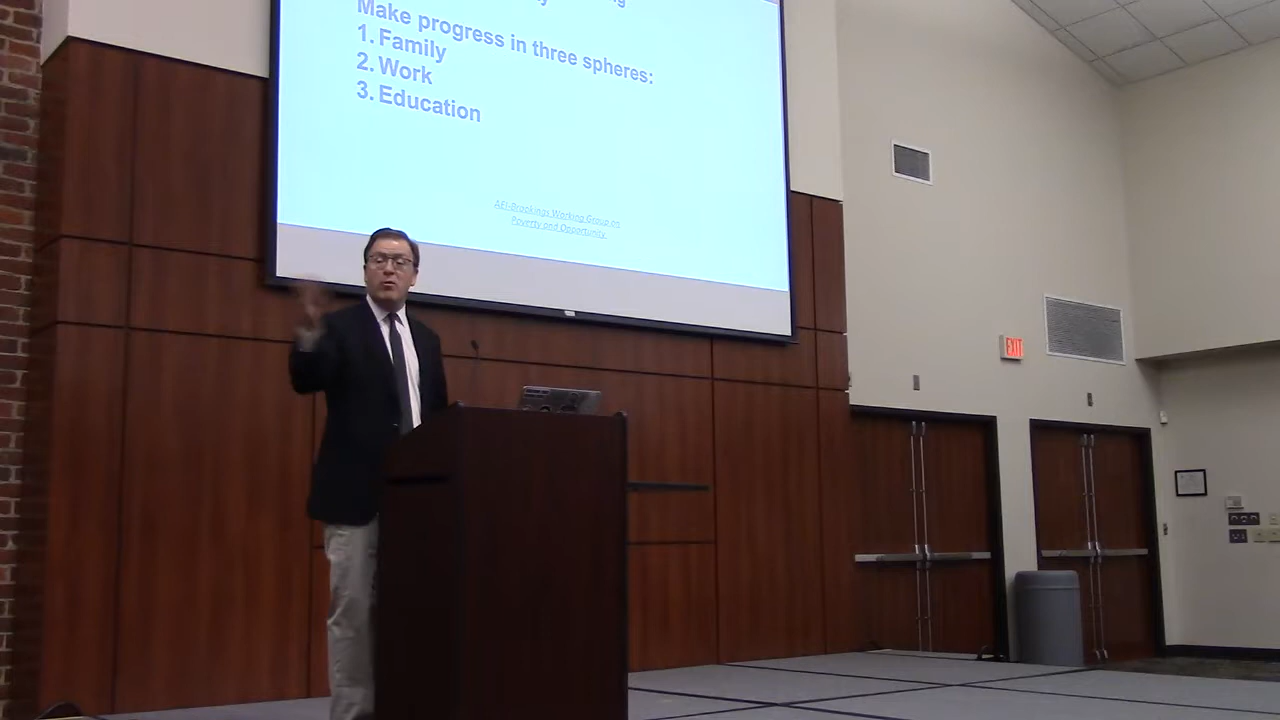 Make progress in three spheres:
1. Family
2. Work
3. Education
AEI-Brookings Working Group on
Poverty and Opportunity
EXIT